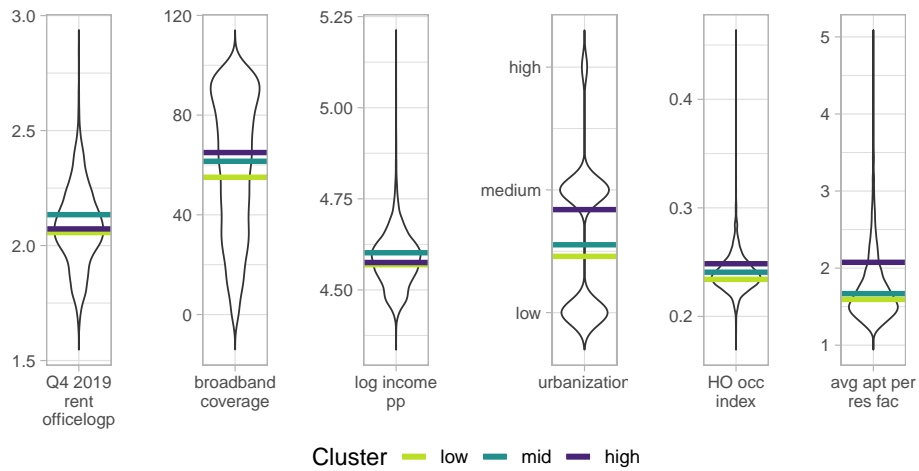 3.0
2.5
2.0
1.5
Q4 2019
rent
officelogp
120
80
40
0
broadband
coverage
5.25
5.00
4.75
4.50
log income
pp
high
medium
low
urbanization
0.4
0.3
0.2
HO occ
index
5
4
3
2
1
avg apt per
res fac
Cluster low mid high